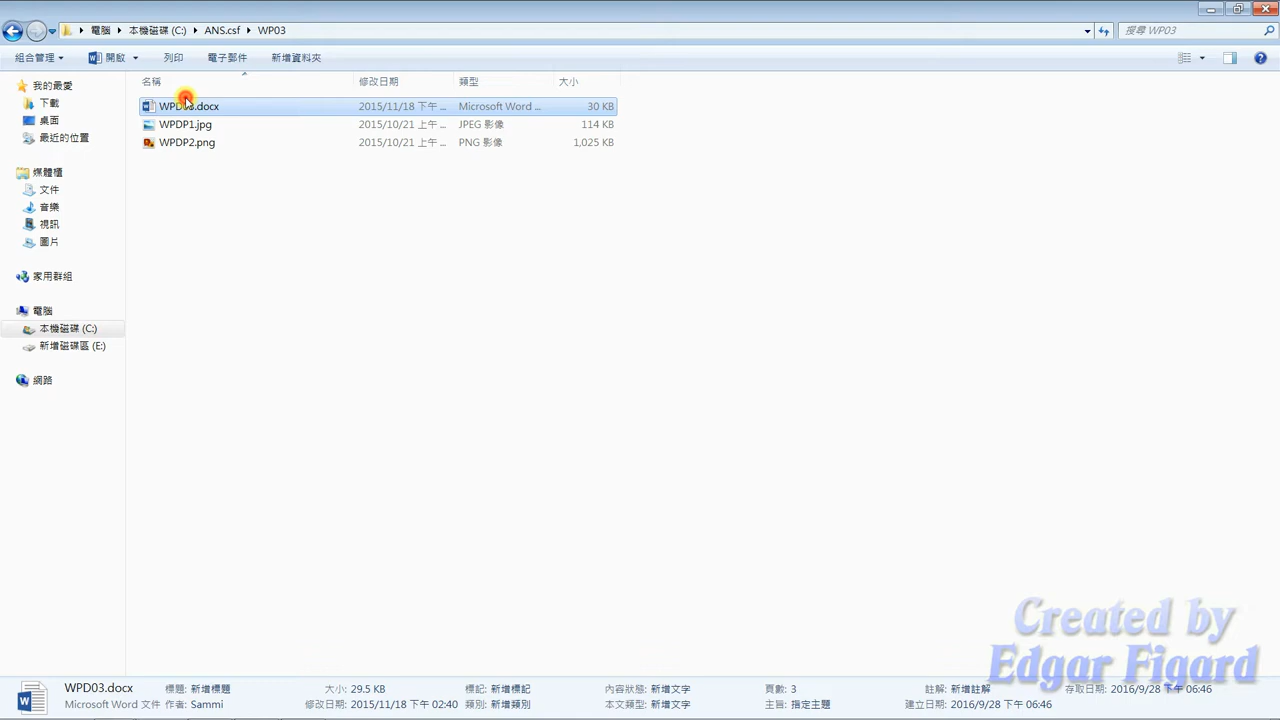 電腦 本機磁碟 (C:) ANS.csf WP03
搜尋 WP03
組合管理 開啟 列印 電子郵件 新增資料夾
名稱 修改日期 類型 大小
我的最愛
下載
桌面
最近的位置
媒體櫃
文件
音樂
視訊
圖片
家用群組
電腦
本機磁碟 (C:)
新增磁碟區 (E:)
網路
WPD03.docx 2015/11/18 下午 ... Microsoft Word ... 30 KB
WPDP1.jpg 2015/10/21 上午 ... JPEG 影像 114 KB
WPDP2.png 2015/10/21 上午 ... PNG 影像 1,025 KB
Created by
Edgar Figard
WPD03.docx 標題: 新增標題 大小: 29.5 KB 標記: 新增標記 內容狀態: 新增文字 頁數: 3 註解: 新增註解 存取日期: 2016/9/28 下午 06:46
Microsoft Word 文件 作者: Sammi 修改日期: 2015/11/18 下午 02:40 類別: 新增類別 本文類型: 新增文字 主旨: 指定主題 建立日期: 2016/9/28 下午 06:46